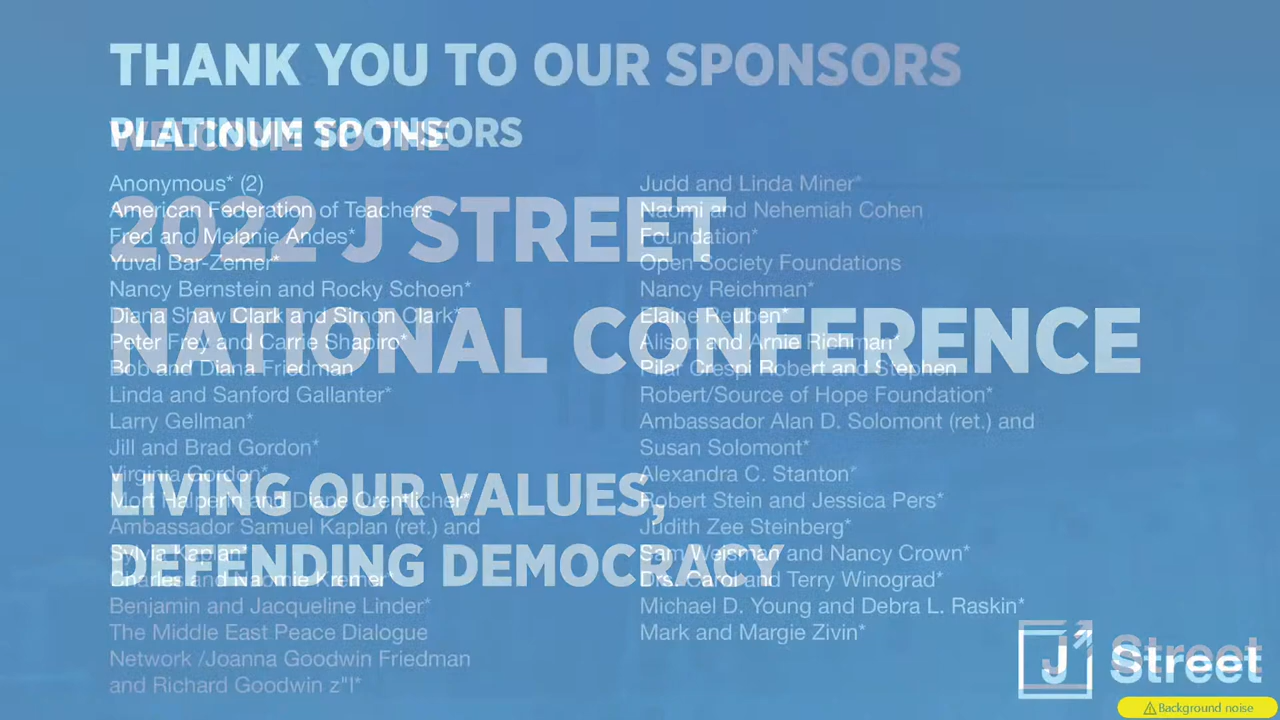 THANK YOU TO OUR SPONSORS
PLATINUM SPONSORS
WELCOME TO THE
2022 J STREET
NATIONAL CONFERENCE
LIVING OUR VALUES,
DEFENDING DEMOCRACY
Anonymous* (2)
American Federation of Teachers
Fred and Melanie Andes*
Yuval Bar-Zemer*
Nancy Bernstein and Rocky Schoen*
Diana Shaw Clark and Simon Clark*
Peter Frey and Carrie Shapiro*
Bob and Diana Friedman
Linda and Sanford Gallanter*
Larry Gellman*
Jill and Brad Gordon*
Virginia Gordon*
Mort Halperin and Diane Orentlicher*
Ambassador Samuel Kaplan (ret.) and
Sylvia Kaplan*
Charles and Naomie Kremer*
Benjamin and Jacqueline Linder*
The Middle East Peace Dialogue
Network /Joanna Goodwin Friedman
and Richard Goodwin z"l*
Judd and Linda Miner*
Naomi and Nehemiah Cohen
Foundation*
Open Society Foundations
Nancy Reichman*
Elaine Reuben*
Alison and Arnie Richman*
Pilar Crespi Robert and Stephen
Robert/Source of Hope Foundation*
Ambassador Alan D. Solomont (ret.) and
Susan Solomont*
Alexandra C. Stanton*
Robert Stein and Jessica Pers*
Judith Zee Steinberg*
Sam Weisman and Nancy Crown*
Drs. Carol and Terry Winograd*
Michael D. Young and Debra L. Raskin*
Mark and Margie Zivin*
J Street
Background noise